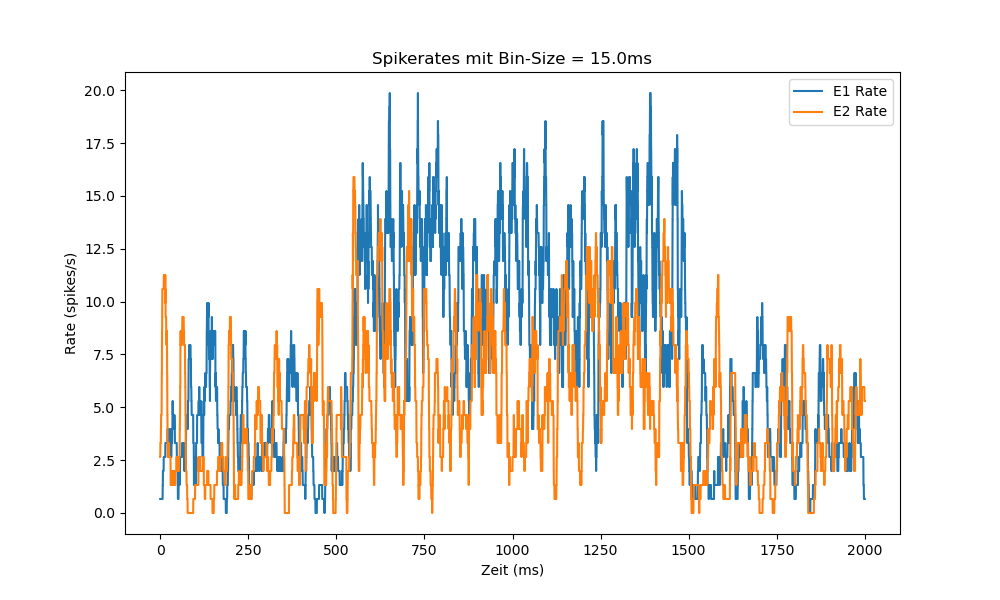 Spikerates mit Bin-Size = 15.0ms
E1 Rate
E2 Rate
Rate (spikes/s)
20.0
17.5
15.0
12.5
10.0
7.5
5.0
2.5
0.0
0 250 500 750 1000 1250 1500 1750 2000
Zeit (ms)